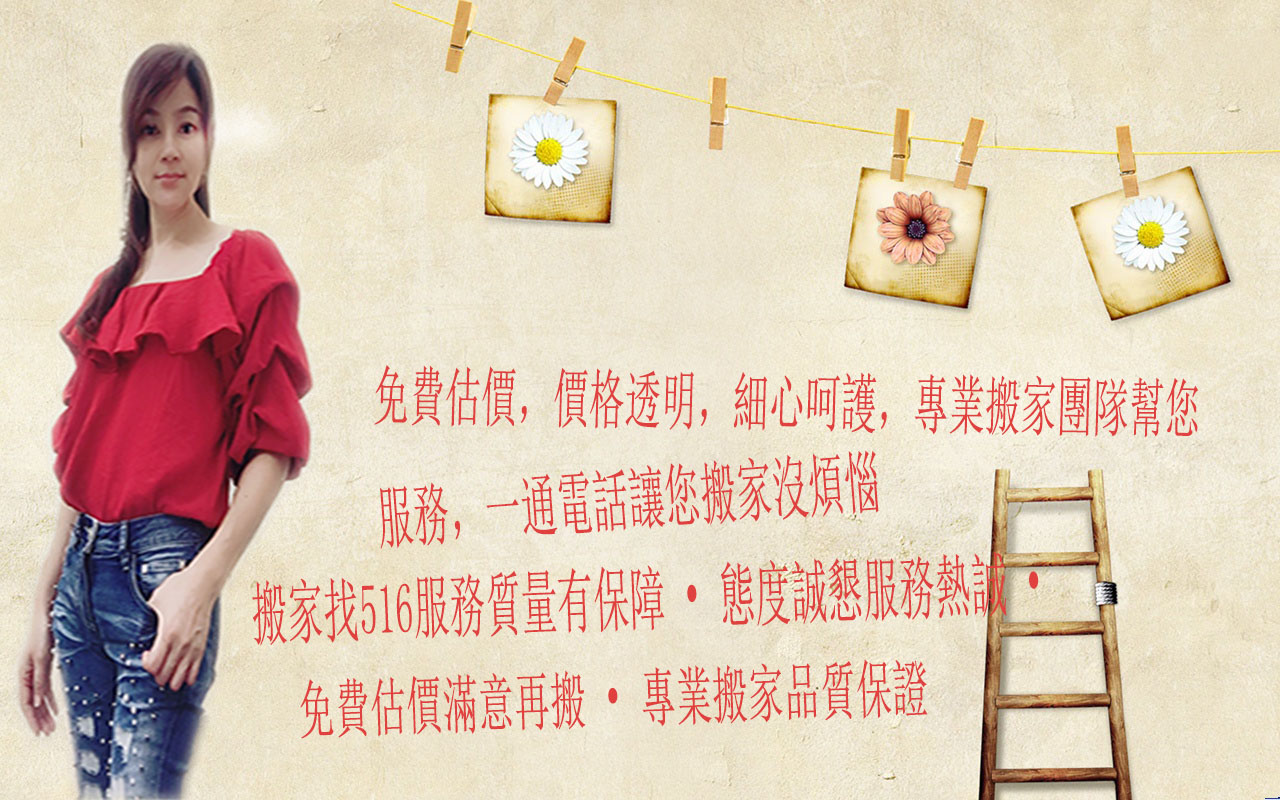 免費估價，價格透明，細心呵護，專業搬家團隊幫您
服務，一通電話讓您搬家沒煩惱
搬家找516服務質量有保障 • 態度誠懇服務熱誠 •
免費估價滿意再搬 • 專業搬家品質保證